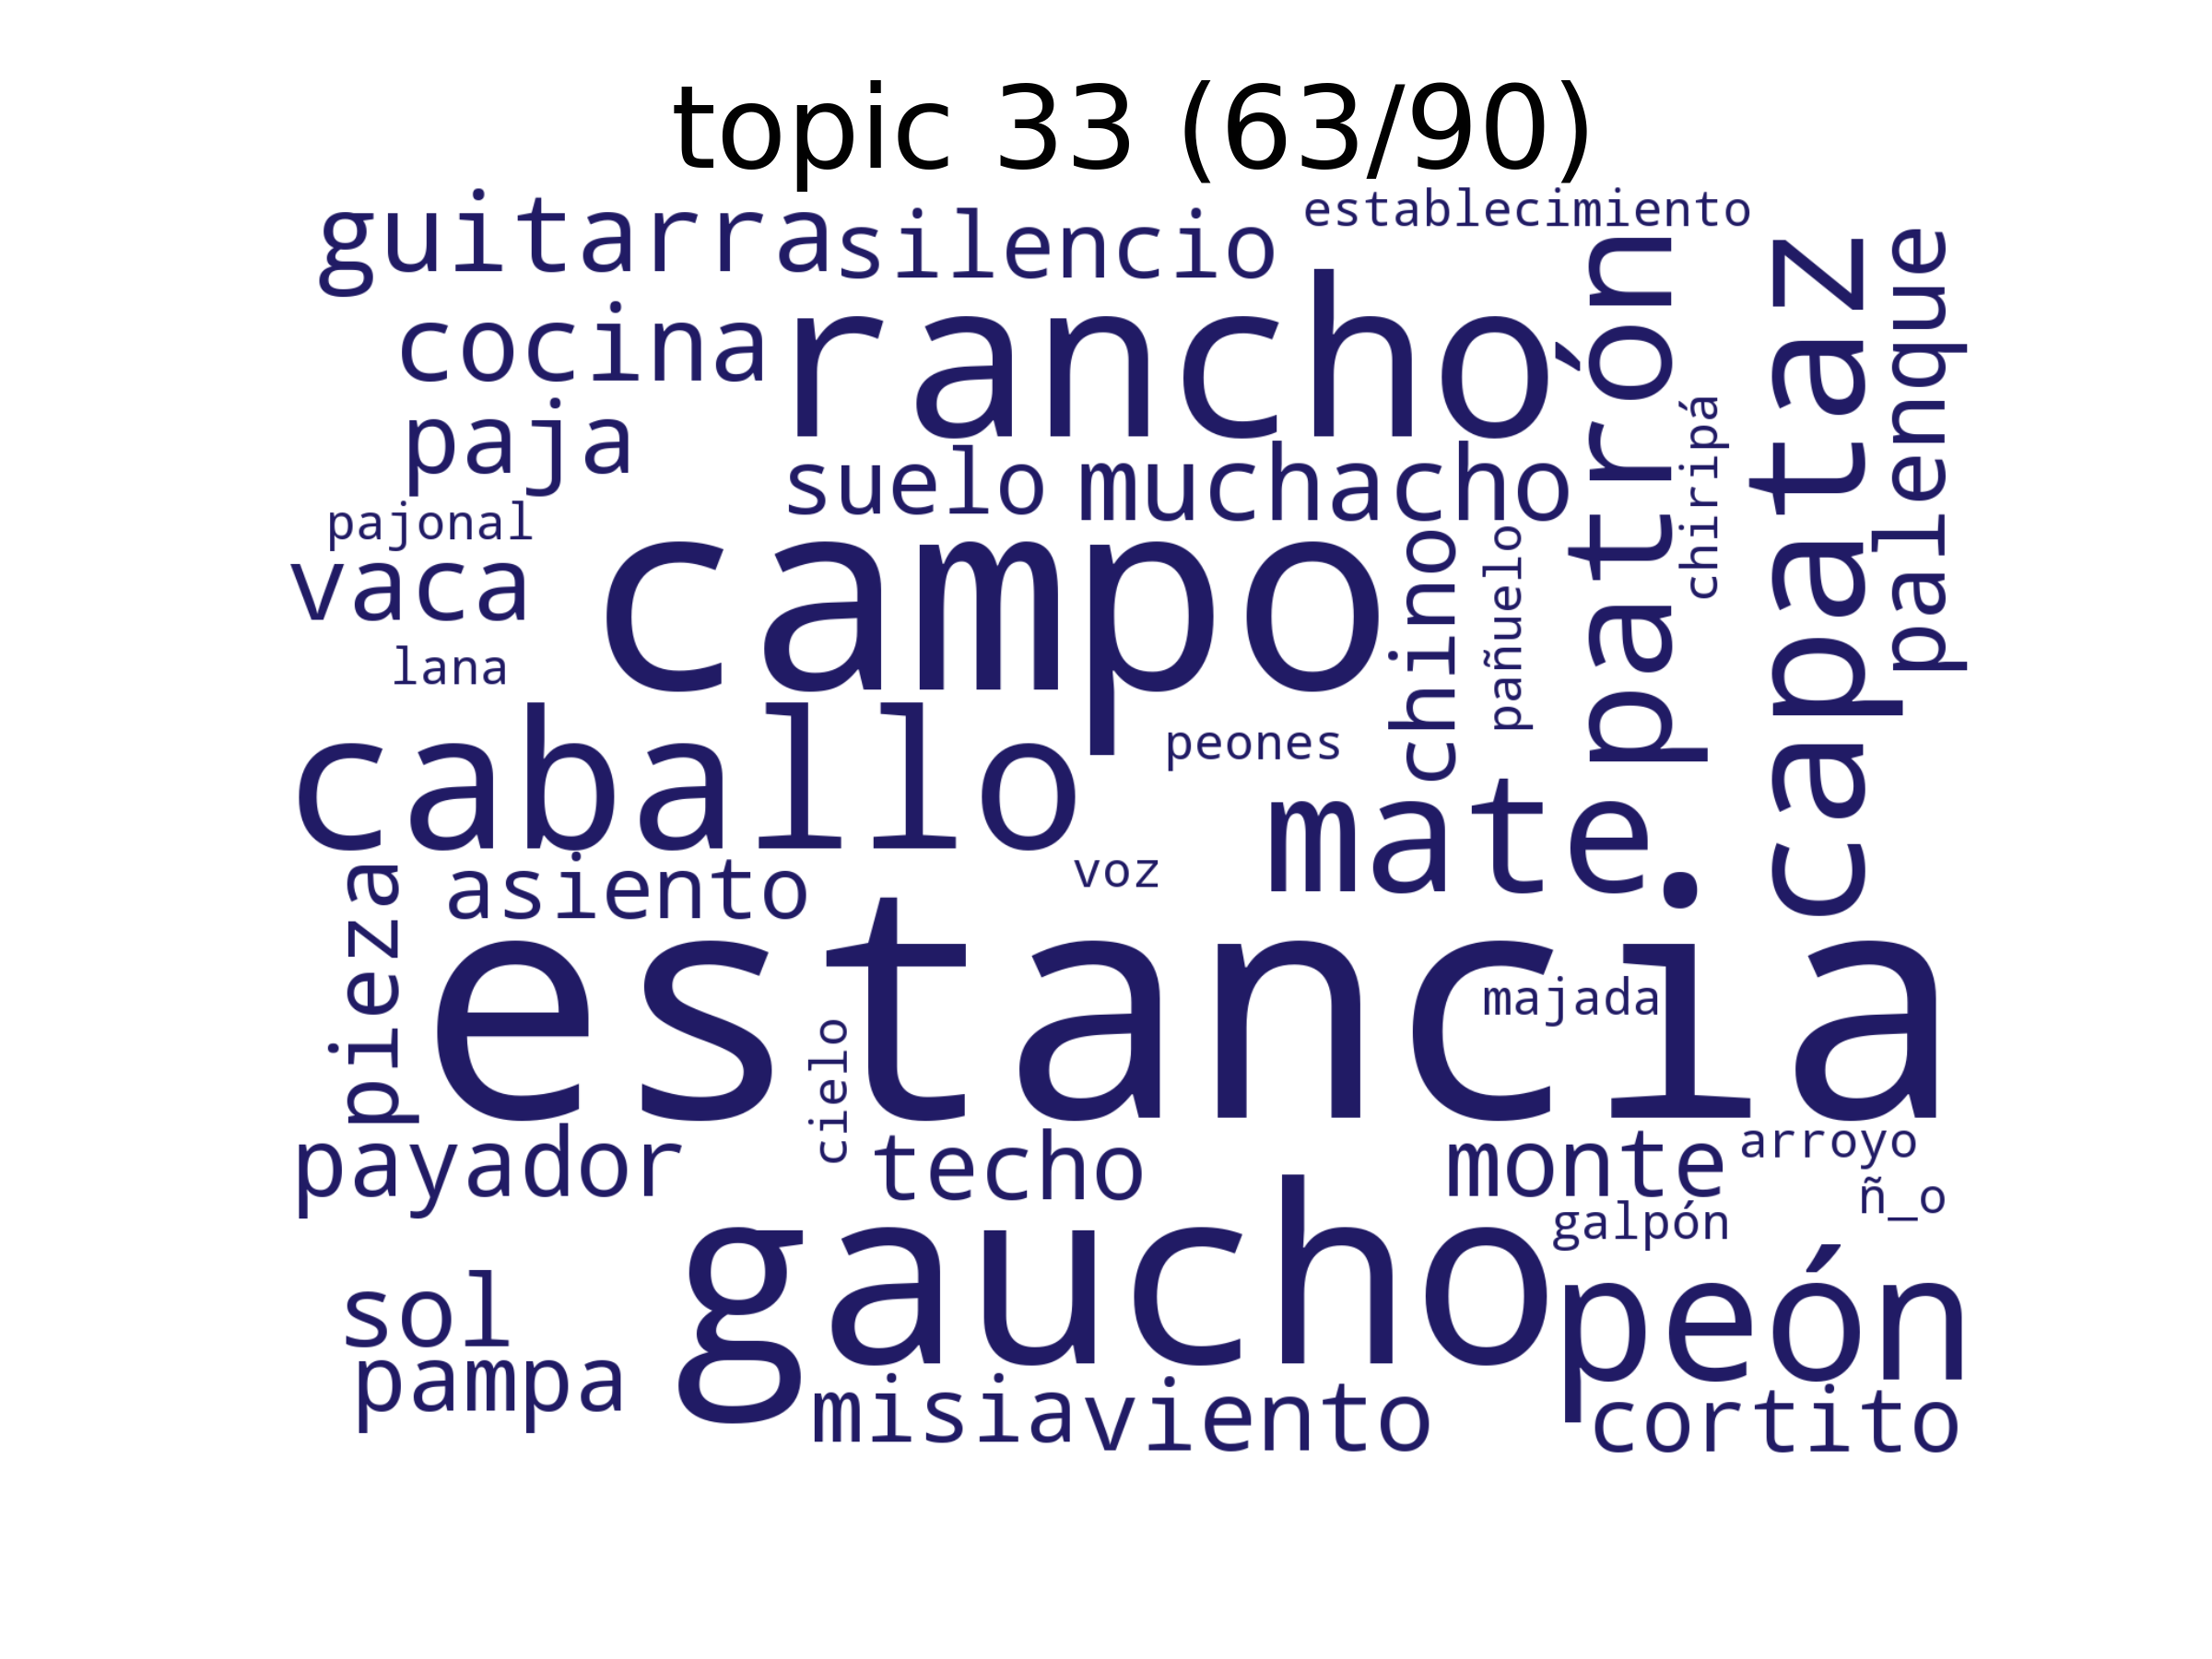 topic 33 (63/90)
guitarra
silencio
establecimiento
rancho
patrón
capataz
palenque
cocina
paja
suelo
muchacho
chiripá
pajonal
vaca
campo
chino
pañuelo
lana
caballo
peones
mate
voz
asiento
pieza
estancia
majada
cielo
payador
techo
monte
arroyo
ñ_o
galpón
gaucho
peón
sol
pampa
misia
viento
cortito